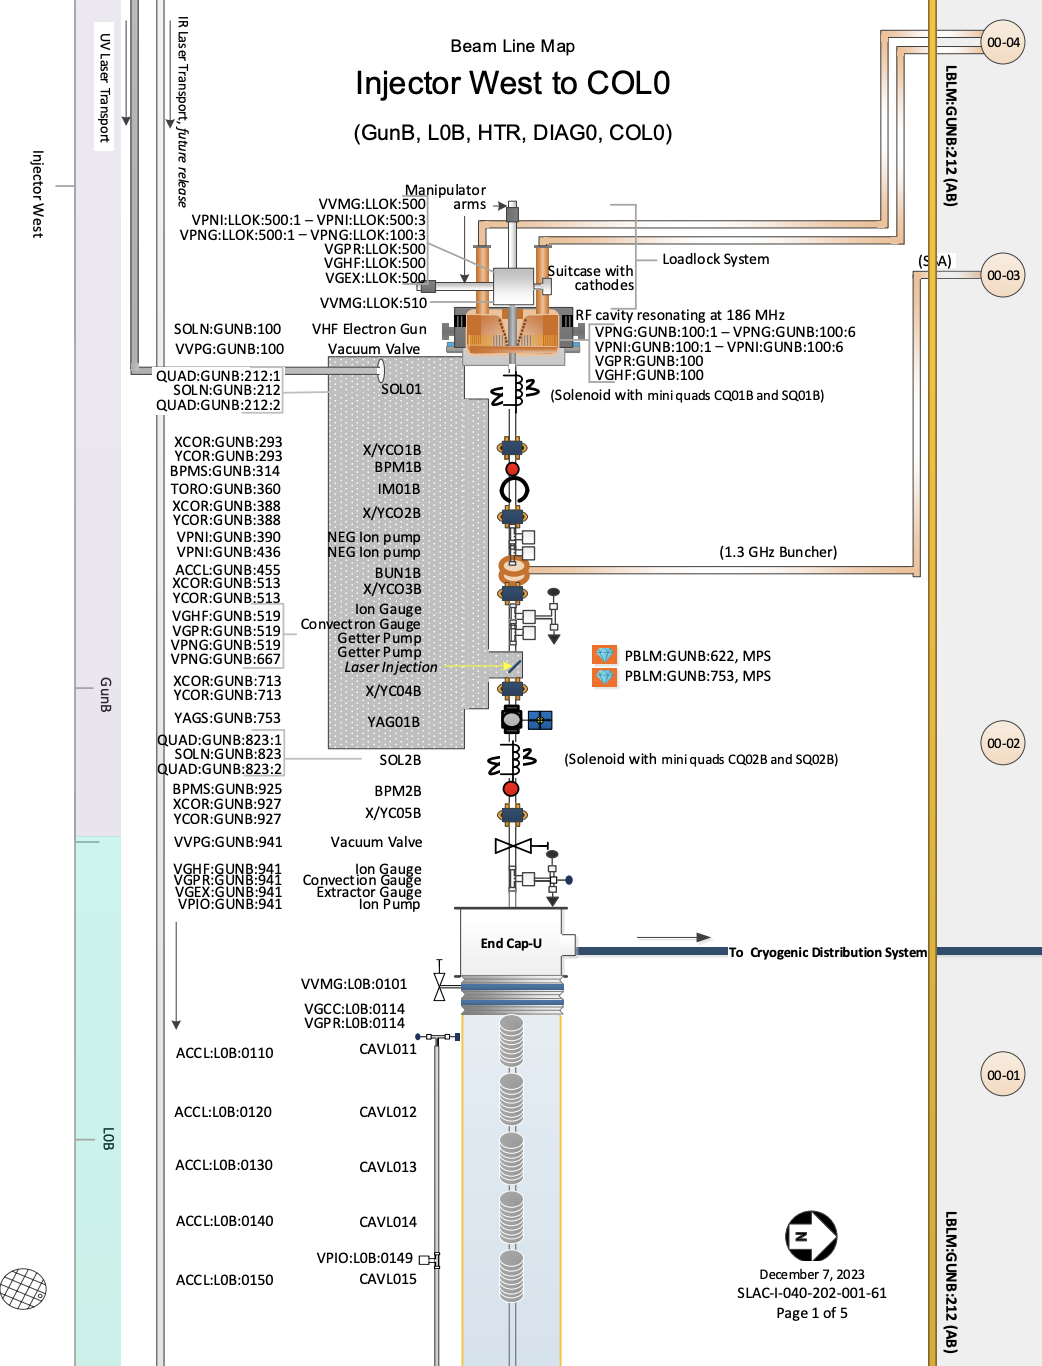 Beam Line Map
Injector West to COL0
(GunB, L0B, HTR, DIAG0, COL0)
UV Laser Transport
IR Laser Transport, future release
Injector West
GunB
L0B
LBLM:GUNB:212 (AB)
00-04
00-03
00-02
00-01
Manipulator
arms
VVMG:LLOK:500
VPNI:LLOK:500:1 – VPNI:LLOK:500:3
VPNG:LLOK:500:1 – VPNG:LLOK:100:3
VGPR:LLOK:500
VGHF:LLOK:500
VGEX:LLOK:500
VVMG:LLOK:510
Loadlock System
Suitcase with
cathodes
RF cavity resonating at 186 MHz
VPNG:GUNB:100:1 – VPNG:GUNB:100:6
VPNI:GUNB:100:1 – VPNI:GUNB:100:6
VGPR:GUNB:100
VGHF:GUNB:100
SOLN:GUNB:100 VHF Electron Gun
VVPG:GUNB:100 Vacuum Valve
QUAD:GUNB:212:1
SOLN:GUNB:212 SOL01
QUAD:GUNB:212:2
(Solenoid with mini quads CQ01B and SQ01B)
XCOR:GUNB:293
YCOR:GUNB:293 X/YCO1B
BPMS:GUNB:314 BPM1B
TORO:GUNB:360 IM01B
XCOR:GUNB:388
YCOR:GUNB:388 X/YCO2B
VPNI:GUNB:390 NEG Ion pump
VPNI:GUNB:436 NEG Ion pump
(1.3 GHz Buncher)
ACCL:GUNB:455 BUN1B
XCOR:GUNB:513 X/YCO3B
YCOR:GUNB:513
VGHF:GUNB:519 Ion Gauge
VGPR:GUNB:519 Convectron Gauge
VPNG:GUNB:519 Getter Pump
VPNG:GUNB:667 Getter Pump
Laser Injection
PBLM:GUNB:622, MPS
PBLM:GUNB:753, MPS
XCOR:GUNB:713
YCOR:GUNB:713 X/YC04B
YAGS:GUNB:753 YAG01B
QUAD:GUNB:823:1
SOLN:GUNB:823 SOL2B
QUAD:GUNB:823:2
(Solenoid with mini quads CQ02B and SQ02B)
BPMS:GUNB:925 BPM2B
XCOR:GUNB:927
YCOR:GUNB:927 X/YC05B
VVPG:GUNB:941 Vacuum Valve
VGHF:GUNB:941 Ion Gauge
VGPR:GUNB:941 Convection Gauge
VGEX:GUNB:941 Extractor Gauge
VPIO:GUNB:941 Ion Pump
End Cap-U
To Cryogenic Distribution System
VVMG:L0B:0101
VGCC:L0B:0114
VGPR:L0B:0114
ACCL:L0B:0110 CAVL011
ACCL:L0B:0120 CAVL012
ACCL:L0B:0130 CAVL013
ACCL:L0B:0140 CAVL014
VPIO:L0B:0149
ACCL:L0B:0150 CAVL015
N
December 7, 2023
SLAC-I-040-202-001-61
Page 1 of 5
LBLM:GUNB:212 (AB)